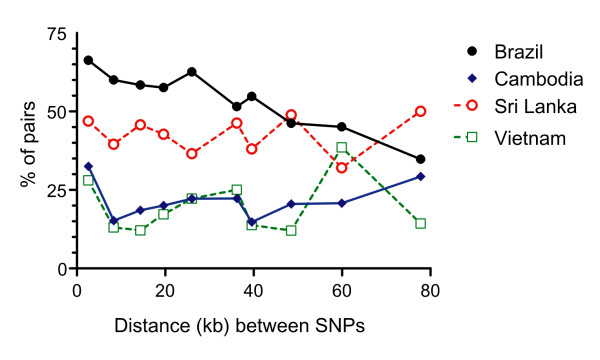 75
50
25
0
% of pairs
0 20 40 60 80
Distance (kb) between SNPs
Brazil
Cambodia
Sri Lanka
Vietnam